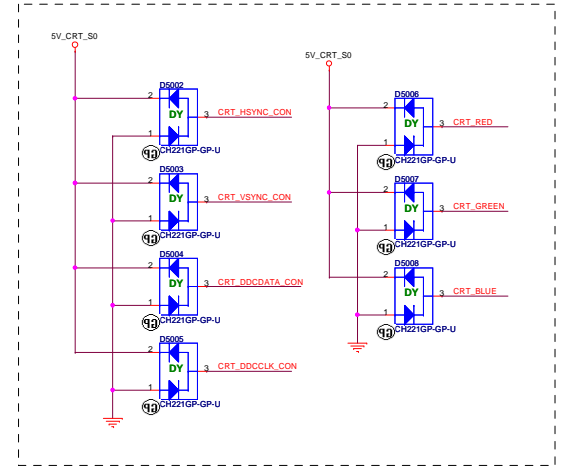 5V_CRT_S0
D5002
2
DY
3
CRT_HSYNC_CON
1
CH221GP-GP-U
D5003
2
DY
3
CRT_VSYNC_CON
1
CH221GP-GP-U
D5004
2
DY
3
CRT_DDCDATA_CON
1
CH221GP-GP-U
D5005
2
DY
3
CRT_DDCCLK_CON
1
CH221GP-GP-U
5V_CRT_S0
D5006
2
DY
3
CRT_RED
1
CH221GP-GP-U
D5007
2
DY
3
CRT_GREEN
1
CH221GP-GP-U
D5008
2
DY
3
CRT_BLUE
1
CH221GP-GP-U